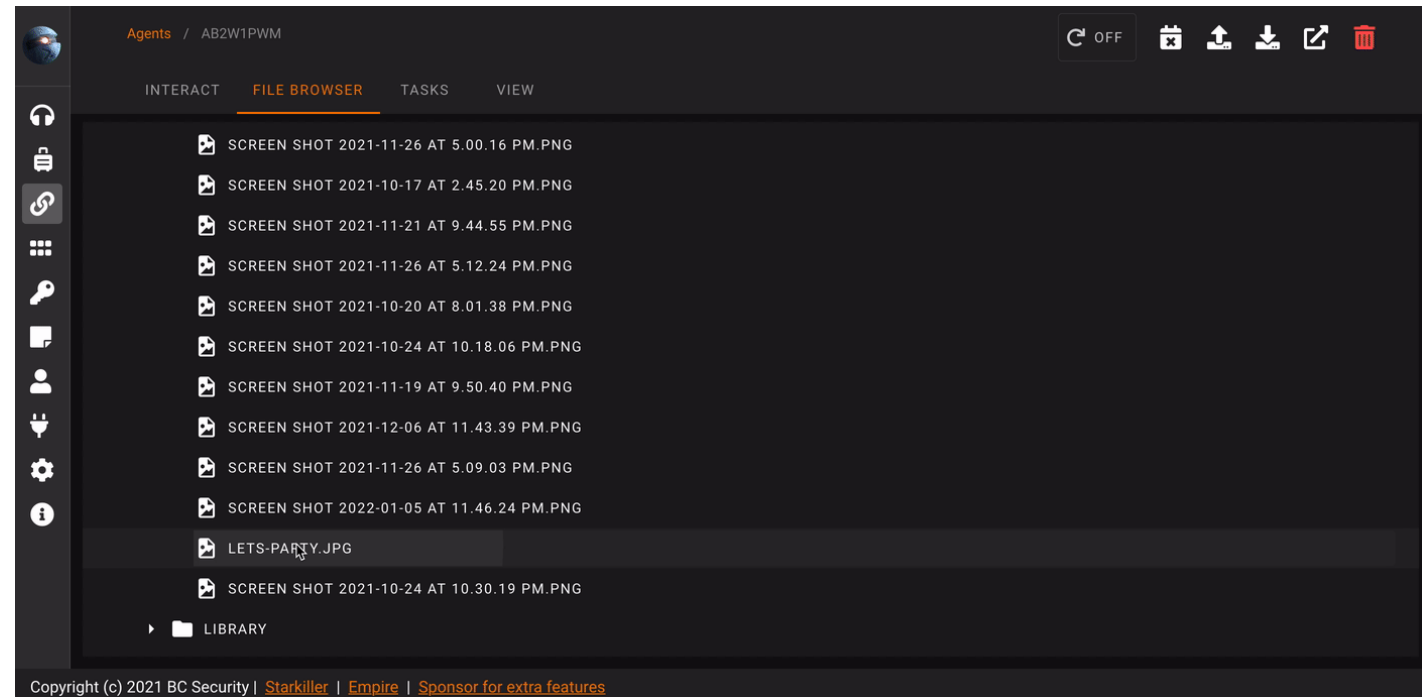 Agents / AB2W1PWM
OFF
INTERACT FILE BROWSER TASKS VIEW
SCREEN SHOT 2021-11-26 AT 5.00.16 PM.PNG
SCREEN SHOT 2021-10-17 AT 2.45.20 PM.PNG
SCREEN SHOT 2021-11-21 AT 9.44.55 PM.PNG
SCREEN SHOT 2021-11-26 AT 5.12.24 PM.PNG
SCREEN SHOT 2021-10-20 AT 8.01.38 PM.PNG
SCREEN SHOT 2021-10-24 AT 10.18.06 PM.PNG
SCREEN SHOT 2021-11-19 AT 9.50.40 PM.PNG
SCREEN SHOT 2021-12-06 AT 11.43.39 PM.PNG
SCREEN SHOT 2021-11-26 AT 5.09.03 PM.PNG
SCREEN SHOT 2022-01-05 AT 11.46.24 PM.PNG
LETS-PARTY.JPG
SCREEN SHOT 2021-10-24 AT 10.30.19 PM.PNG
LIBRARY
Copyright (c) 2021 BC Security | Starkiller | Empire | Sponsor for extra features